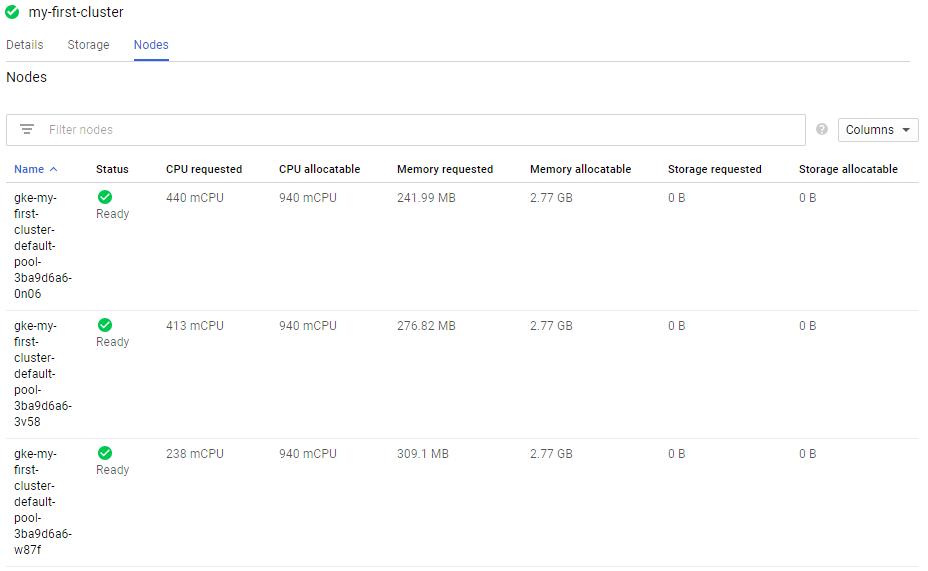 my-first-cluster
Details Storage Nodes
Nodes
Filter nodes
Columns
Name Status CPU requested CPU allocatable Memory requested Memory allocatable Storage requested Storage allocatable
gke-my- 440 mCPU 940 mCPU 241.99 MB 2.77 GB 0 B 0 B
first- Ready
cluster-
default-
pool-
3ba9d6a6-
0n06
gke-my- 413 mCPU 940 mCPU 276.82 MB 2.77 GB 0 B 0 B
first- Ready
cluster-
default-
pool-
3ba9d6a6-
3v58
gke-my- 238 mCPU 940 mCPU 309.1 MB 2.77 GB 0 B 0 B
first- Ready
cluster-
default-
pool-
3ba9d6a6-
w87f